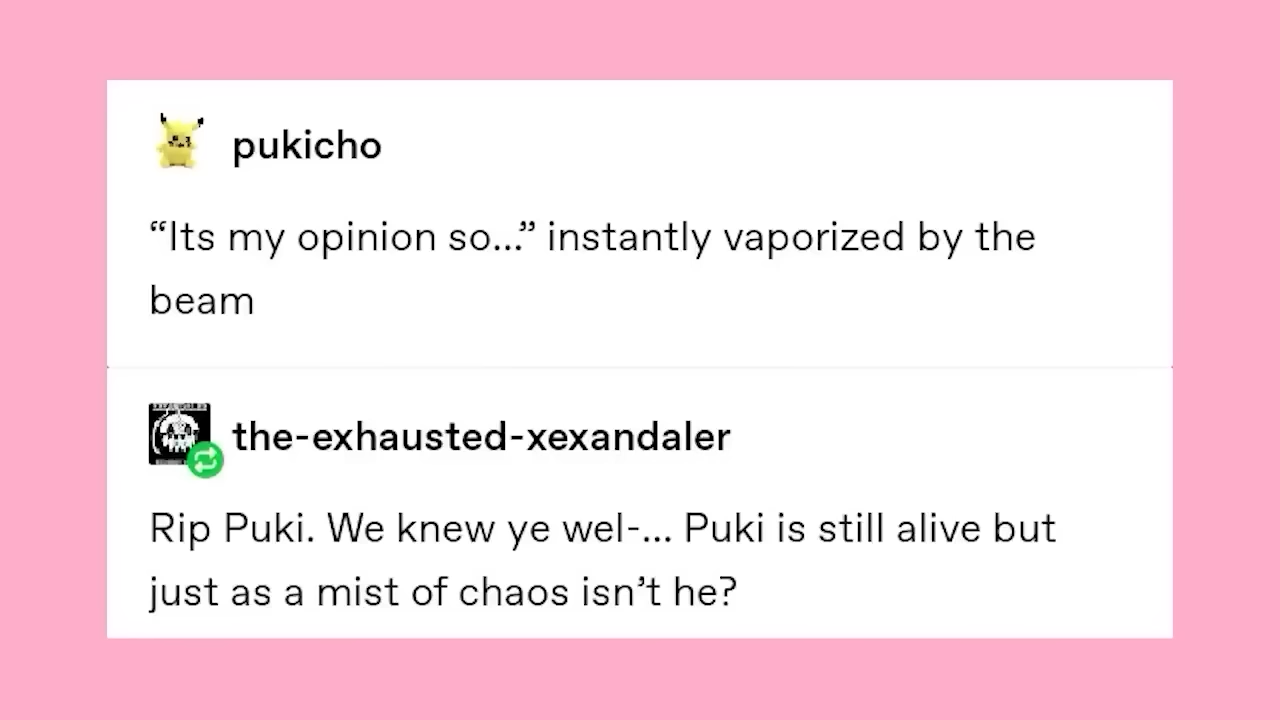 pukicho
“Its my opinion so...” instantly vaporized by the
beam
the-exhausted-xexandaler
Rip Puki. We knew ye wel-... Puki is still alive but
just as a mist of chaos isn’t he?